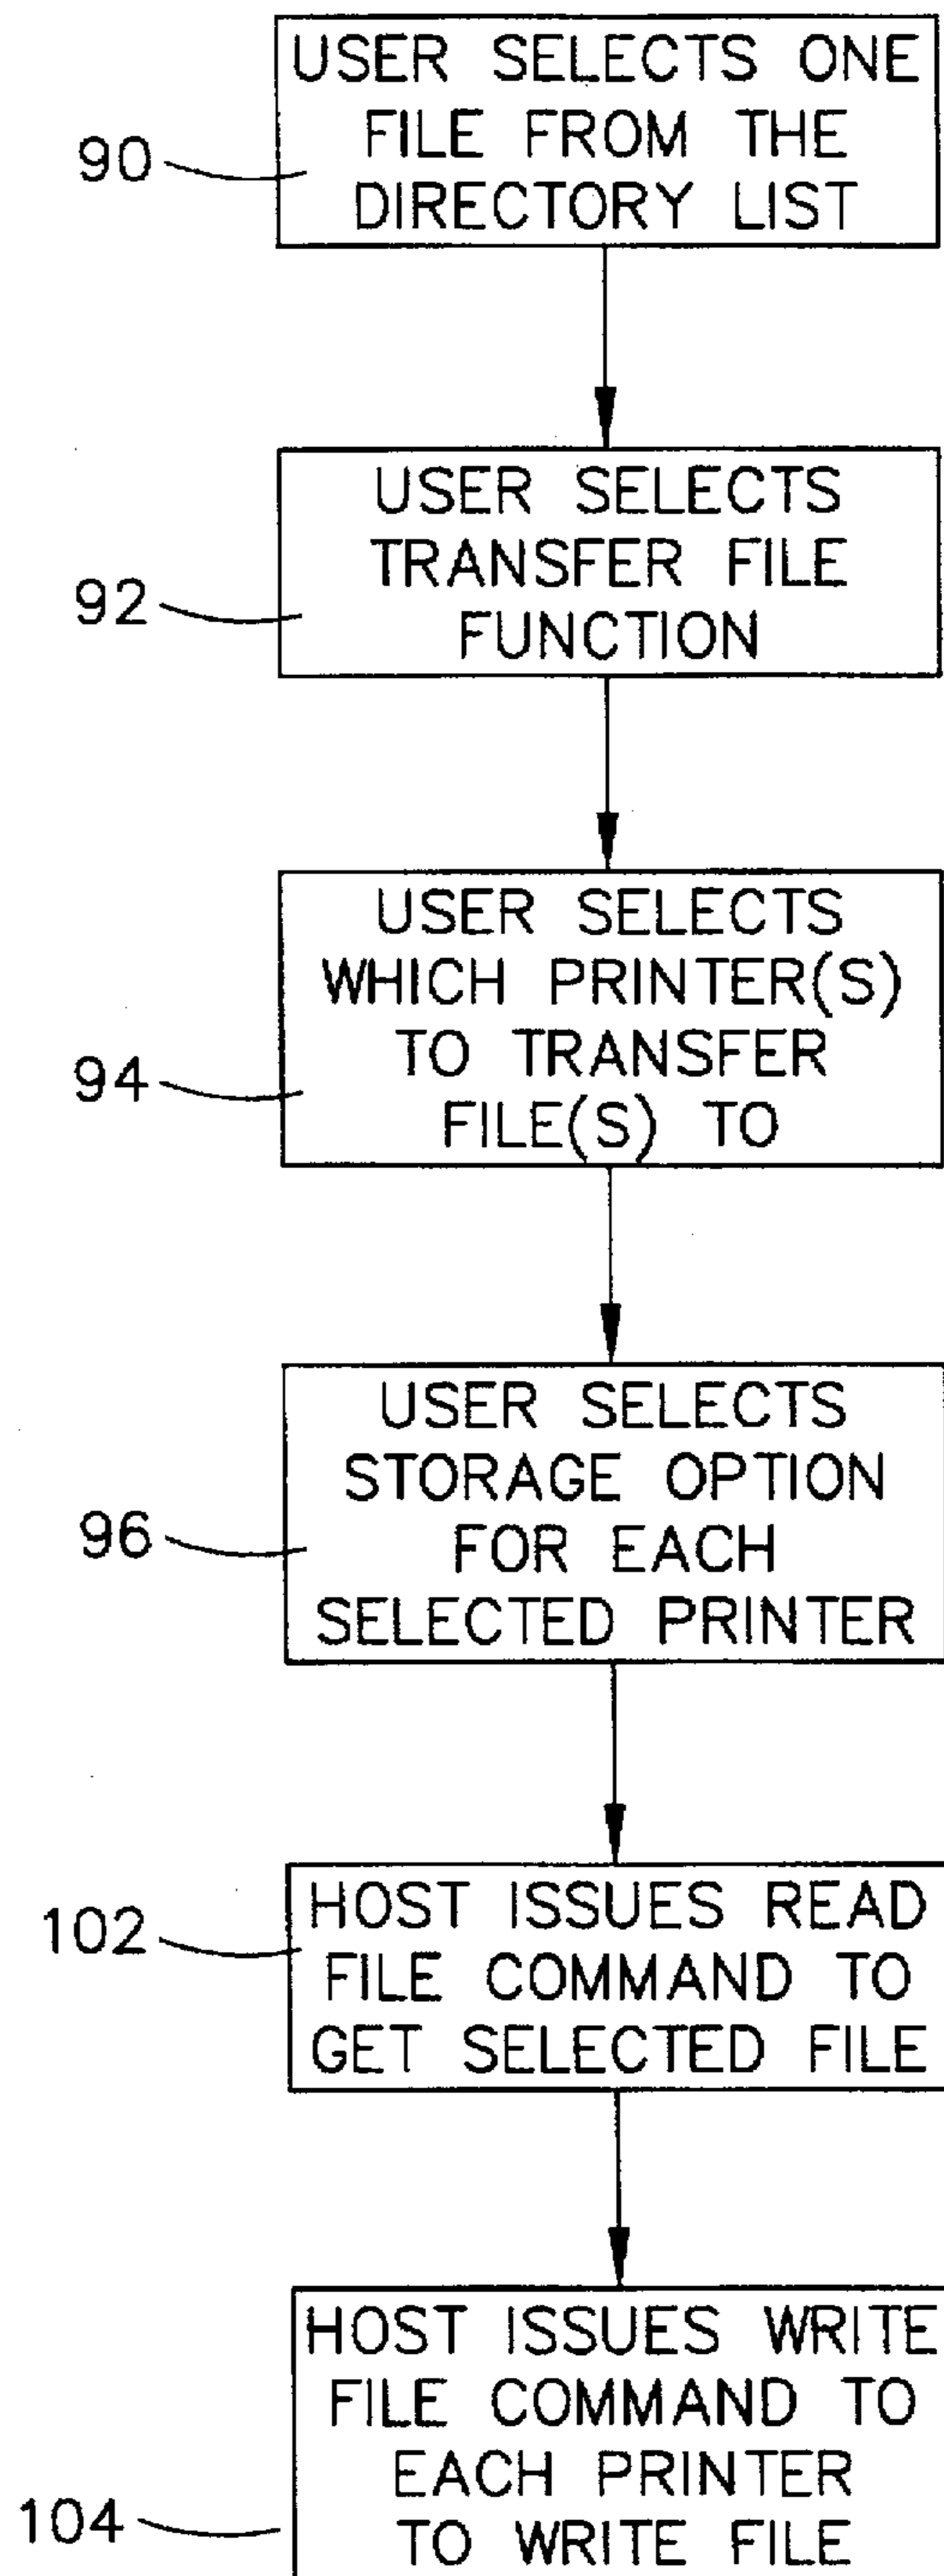 USER SELECTS ONE
FILE FROM THE
DIRECTORY LIST
90
USER SELECTS
TRANSFER FILE
FUNCTION
92
USER SELECTS
WHICH PRINTER(S)
TO TRANSFER
FILE(S) TO
94
USER SELECTS
STORAGE OPTION
FOR EACH
SELECTED PRINTER
96
HOST ISSUES READ
FILE COMMAND TO
GET SELECTED FILE
102
HOST ISSUES WRITE
FILE COMMAND TO
EACH PRINTER
TO WRITE FILE
104